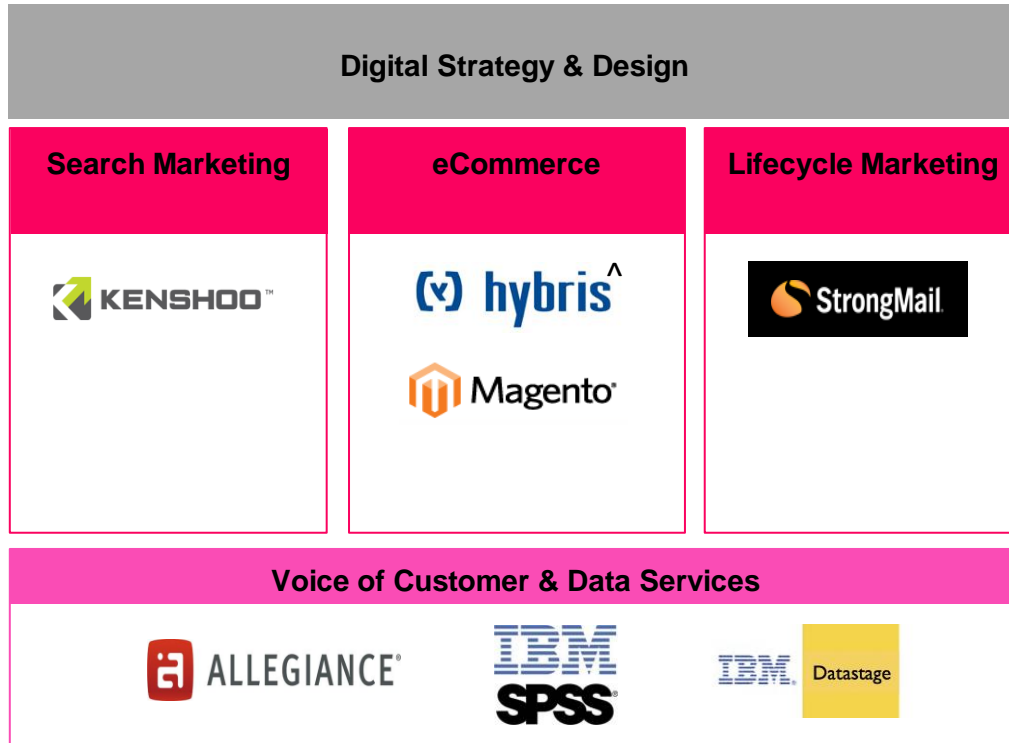 Digital Strategy & Design
Search Marketing
eCommerce
Lifecycle Marketing
KENSHOO™
(y) hybris^
StrongMail
Magento®
Voice of Customer & Data Services
a ALLEGIANCE®
IBM
SPSS®
IBM® Datastage